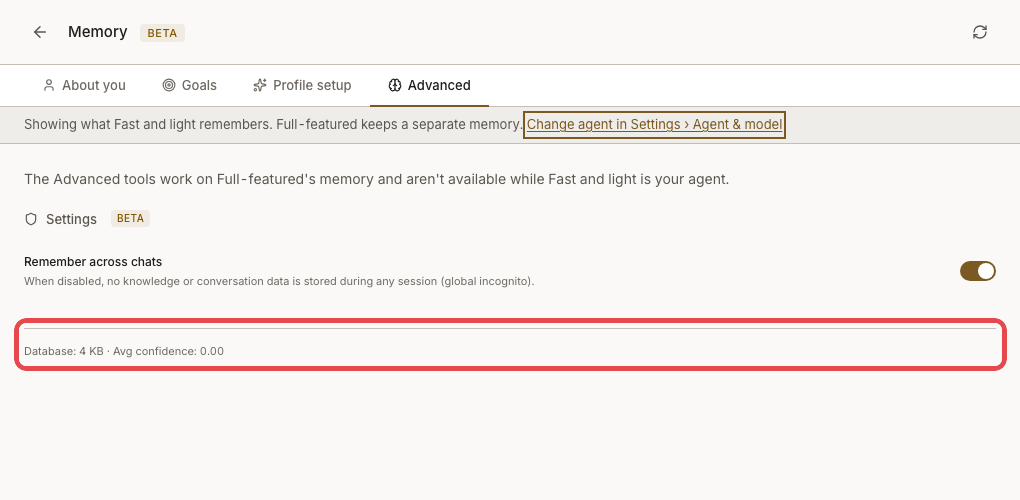 Memory BETA
About you Goals Profile setup Advanced
Showing what Fast and light remembers. Full-featured keeps a separate memory. Change agent in Settings › Agent & model
The Advanced tools work on Full-featured's memory and aren't available while Fast and light is your agent.
Settings BETA
Remember across chats
When disabled, no knowledge or conversation data is stored during any session (global incognito).
Database: 4 KB · Avg confidence: 0.00